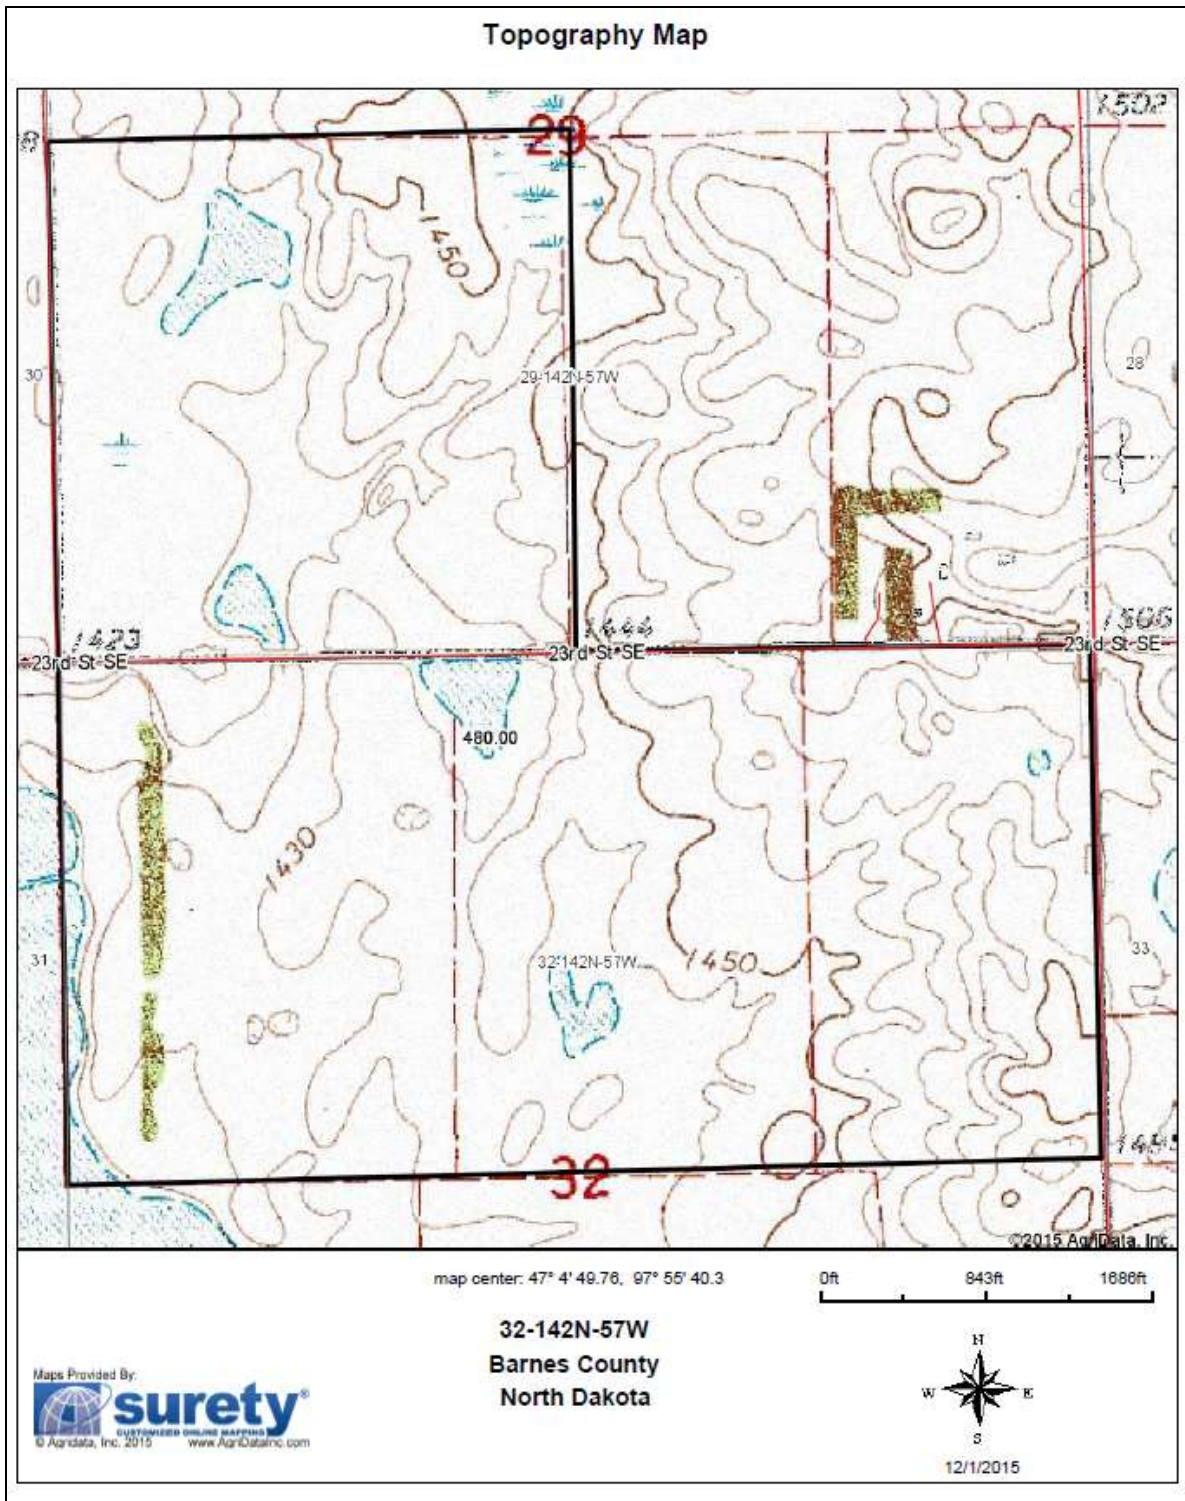 Topography Map
1502
29
1450
29-142N-57W
30
28
1423
1506
23rd St SE
23rd St SE
23rd St SE
480.00
1430
31
32-142N-57W
1450
33
32
©2015 AgriData, Inc.
map center: 47° 4' 49.76, 97° 55' 40.3
0ft 843ft 1686ft
32-142N-57W
Barnes County
North Dakota
N
W E
S
12/1/2015
Maps Provided By:
surety®
CUSTOMIZED ONLINE MAPPING
© Agridata, Inc. 2015 www.AgriDataInc.com